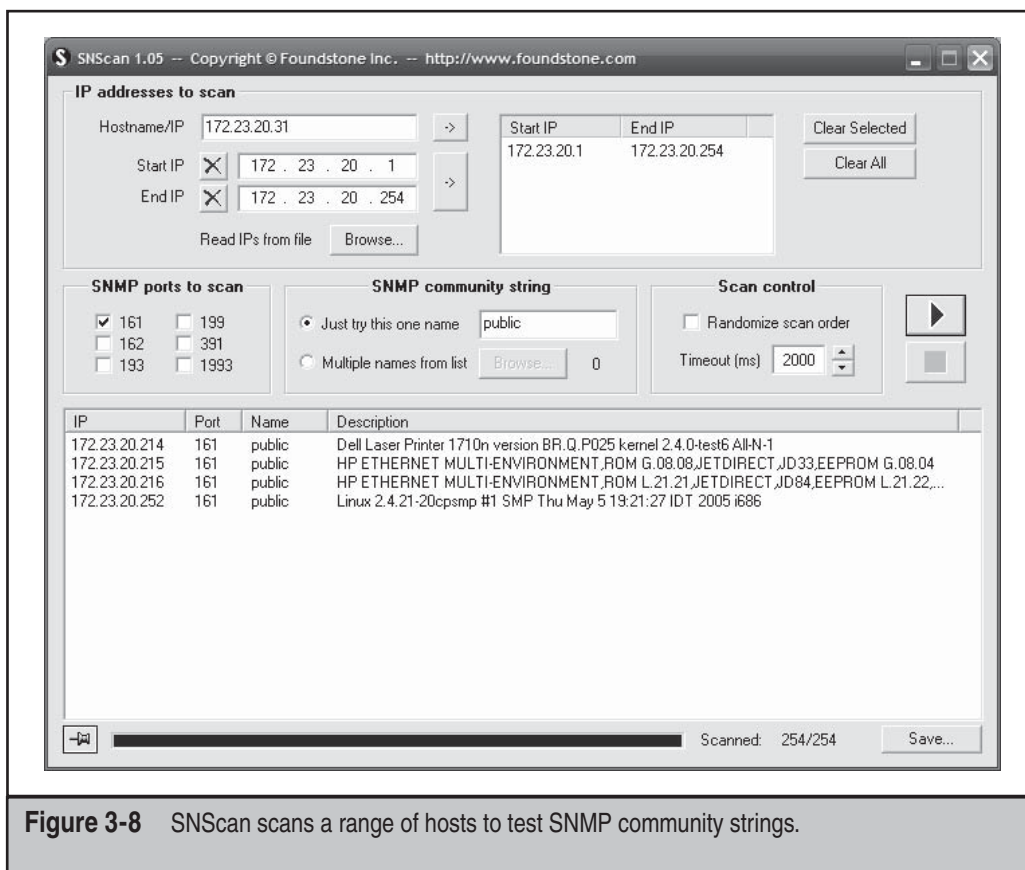 SNScan 1.05 -- Copyright © Foundstone Inc. -- http://www.foundstone.com
IP addresses to scan
Hostname/IP 172.23.20.31 ->
Start IP 172 . 23 . 20 . 1
End IP 172 . 23 . 20 . 254
->
Read IPs from file Browse...
Start IP End IP
172.23.20.1 172.23.20.254
Clear Selected
Clear All
SNMP ports to scan
161 199
162 391
193 1993
SNMP community string
Just try this one name public
Multiple names from list Browse... 0
Scan control
Randomize scan order
Timeout (ms) 2000
IP Port Name Description
172.23.20.214 161 public Dell Laser Printer 1710n version BR.Q.P025 kernel 2.4.0-test6 All-N-1
172.23.20.215 161 public HP ETHERNET MULTI-ENVIRONMENT,ROM G.08.08,JETDIRECT,JD33,EEPROM G.08.04
172.23.20.216 161 public HP ETHERNET MULTI-ENVIRONMENT,ROM L.21.21,JETDIRECT,JD84,EEPROM L.21.22,...
172.23.20.252 161 public Linux 2.4.21-20cpsmp #1 SMP Thu May 5 19:21:27 IDT 2005 i686
Scanned: 254/254 Save...
Figure 3-8 SNScan scans a range of hosts to test SNMP community strings.